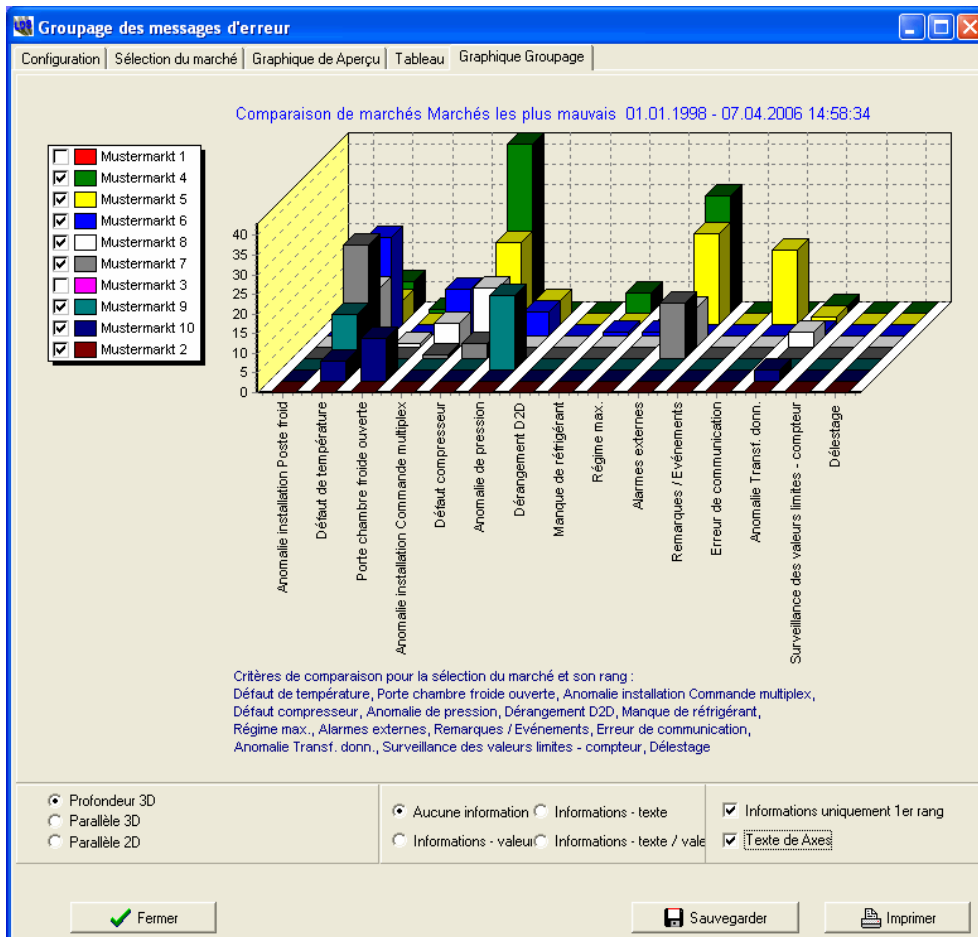 Groupage des messages d'erreur
Configuration
Sélection du marché
Graphique de Aperçu
Tableau
Graphique Groupage
Comparaison de marchés Marchés les plus mauvais 01.01.1998 - 07.04.2006 14:58:34
Mustermarkt 1
Mustermarkt 4
Mustermarkt 5
Mustermarkt 6
Mustermarkt 8
Mustermarkt 7
Mustermarkt 3
Mustermarkt 9
Mustermarkt 10
Mustermarkt 2
40
35
30
25
20
15
10
5
0
Anomalie installation Poste froid
Défaut de température
Porte chambre froide ouverte
Anomalie installation Commande multiplex
Défaut compresseur
Anomalie de pression
Dérangement D2D
Manque de réfrigérant
Régime max.
Alarmes externes
Remarques / Evénements
Erreur de communication
Anomalie Transf. donn.
Surveillance des valeurs limites - compteur
Délestage
Critères de comparaison pour la sélection du marché et son rang :
Défaut de température, Porte chambre froide ouverte, Anomalie installation Commande multiplex,
Défaut compresseur, Anomalie de pression, Dérangement D2D, Manque de réfrigérant,
Régime max., Alarmes externes, Remarques / Evénements, Erreur de communication,
Anomalie Transf. donn., Surveillance des valeurs limites - compteur, Délestage
Profondeur 3D
Parallèle 3D
Parallèle 2D
Aucune information
Informations - texte
Informations - valeur
Informations - texte / vale
Informations uniquement 1er rang
Texte de Axes
Fermer
Sauvegarder
Imprimer